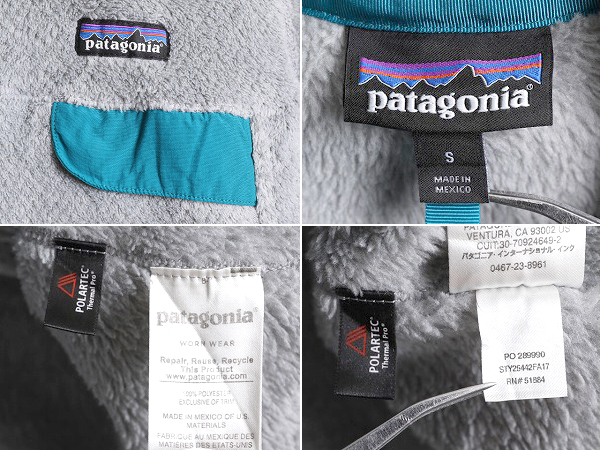 patagonia
patagonia®
S
MADE IN
MEXICO
POLARTEC®
Thermal Pro®
patagonia®
WORN WEAR
Repair, Reuse, Recycle
This Product
www.patagonia.com
100% POLYESTER
EXCLUSIVE OF TRIM
MADE IN MEXICO OF U.S.
MATERIALS
FABRIQUE AU MEXIQUE DES
MATIÈRES DES ETATS-UNIS
VENTURA, CA 93002 US
CUIT:30-70924649-2
パタゴニア・インターナショナル・インク
0467-23-8961
POLARTEC®
Thermal Pro®
PO 289990
STY25442FA17
RN# 51884